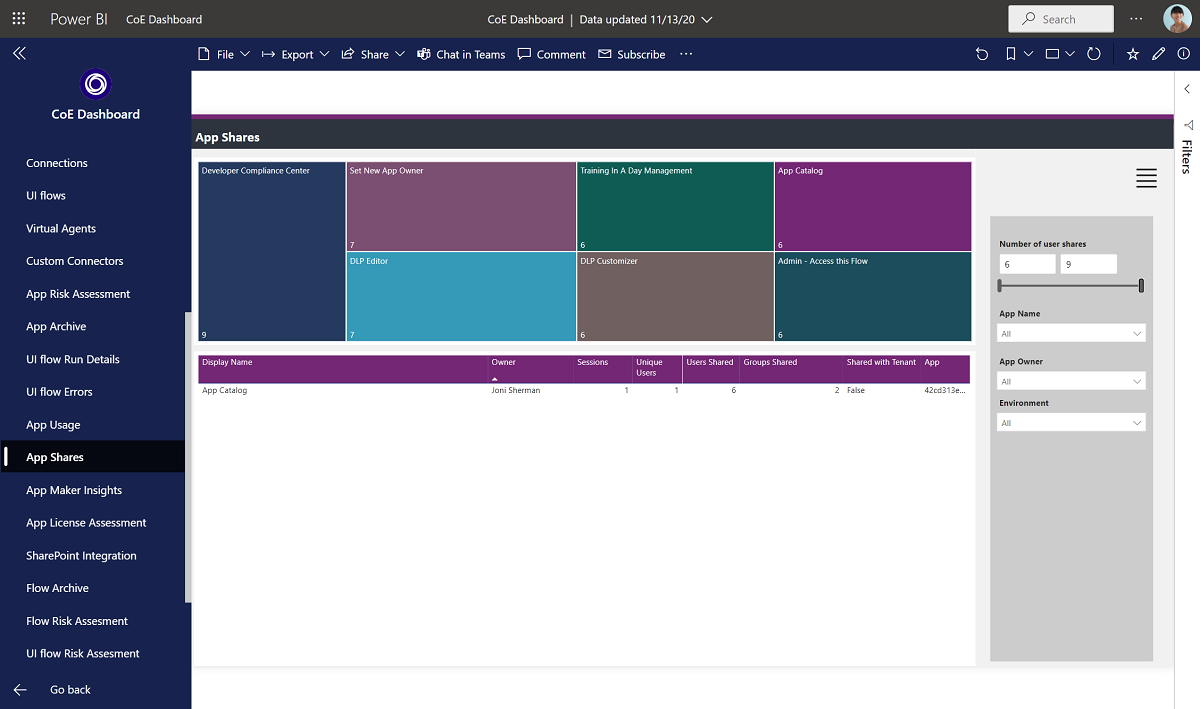 Power BI CoE Dashboard CoE Dashboard | Data updated 11/13/20 Search
File Export Share Chat in Teams Comment Subscribe
CoE Dashboard
Connections
UI flows
Virtual Agents
Custom Connectors
App Risk Assessment
App Archive
UI flow Run Details
UI flow Errors
App Usage
App Shares
App Maker Insights
App License Assessment
SharePoint Integration
Flow Archive
Flow Risk Assesment
UI flow Risk Assesment
Go back
App Shares
Developer Compliance Center
9
Set New App Owner
7
Training In A Day Management
6
App Catalog
6
DLP Editor
7
DLP Customizer
6
Admin - Access this Flow
6
Display Name Owner Sessions Unique Users Users Shared Groups Shared Shared with Tenant App
App Catalog Joni Sherman 1 1 6 2 False 42cd313e...
Number of user shares
6 9
App Name
All
App Owner
All
Environment
All
Filters